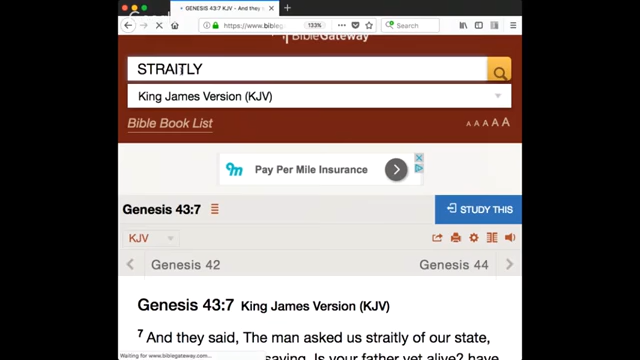 GENESIS 43:7 KJV - And they s
https://www.bibleg
133%
Search
BibleGateway
STRAITLY
King James Version (KJV)
Bible Book List
A A A A A
Pay Per Mile Insurance
Genesis 43:7
STUDY THIS
KJV
Genesis 42
Genesis 44
Genesis 43:7 King James Version (KJV)
7 And they said, The man asked us straitly of our state,
saying, Is your father yet alive? have
Waiting for www.biblegateway.com...